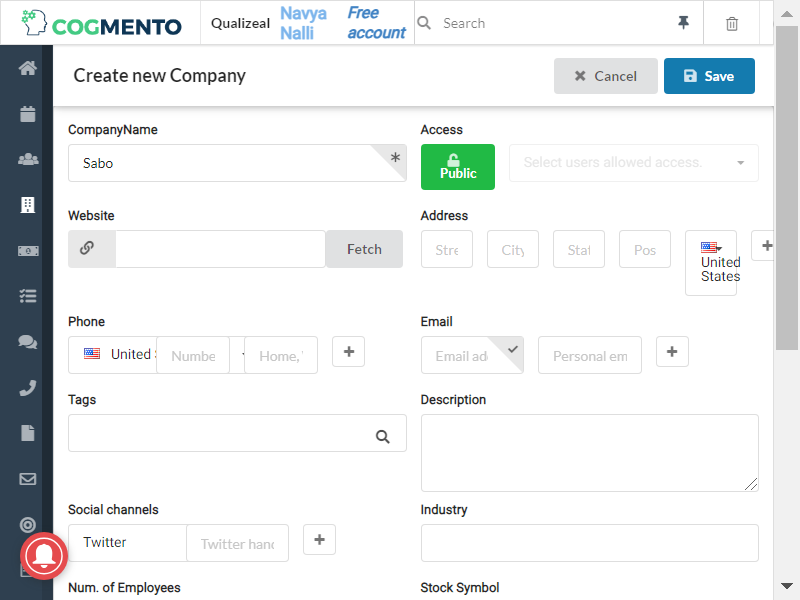 COGMENTO
Qualizeal
Navya Nalli
Free account
Search
Create new Company
Cancel
Save
CompanyName
Access
Sabo
Public
Select users allowed access.
Website
Address
Fetch
Stre
City
Stat
Pos
United States
Phone
Email
United
Numbe
Home,
Email ad
Personal em
Tags
Description
Social channels
Industry
Twitter
Twitter hand
Num. of Employees
Stock Symbol